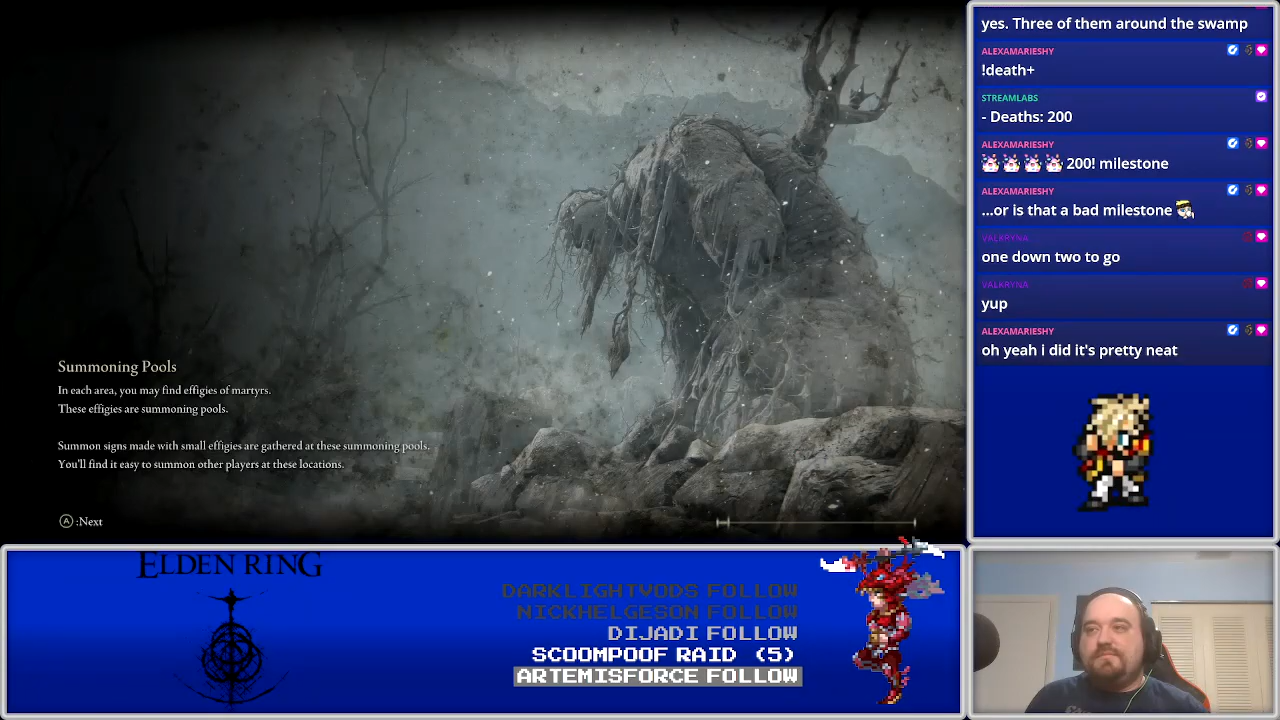 Summoning Pools
In each area, you may find effigies of martyrs.
These effigies are summoning pools.
Summon signs made with small effigies are gathered at these summoning pools.
You'll find it easy to summon other players at these locations.
A :Next
yes. Three of them around the swamp
ALEXAMARIESHY
!death+
STREAMLABS
- Deaths: 200
ALEXAMARIESHY
200! milestone
ALEXAMARIESHY
...or is that a bad milestone
VALKRYNA
one down two to go
VALKRYNA
yup
ALEXAMARIESHY
oh yeah i did it's pretty neat
ELDEN RING
DARKLIGHTVODS FOLLOW
NICKHELGESON FOLLOW
DIJADI FOLLOW
SCOOMPOOF RAID (5)
ARTEMISFORCE FOLLOW